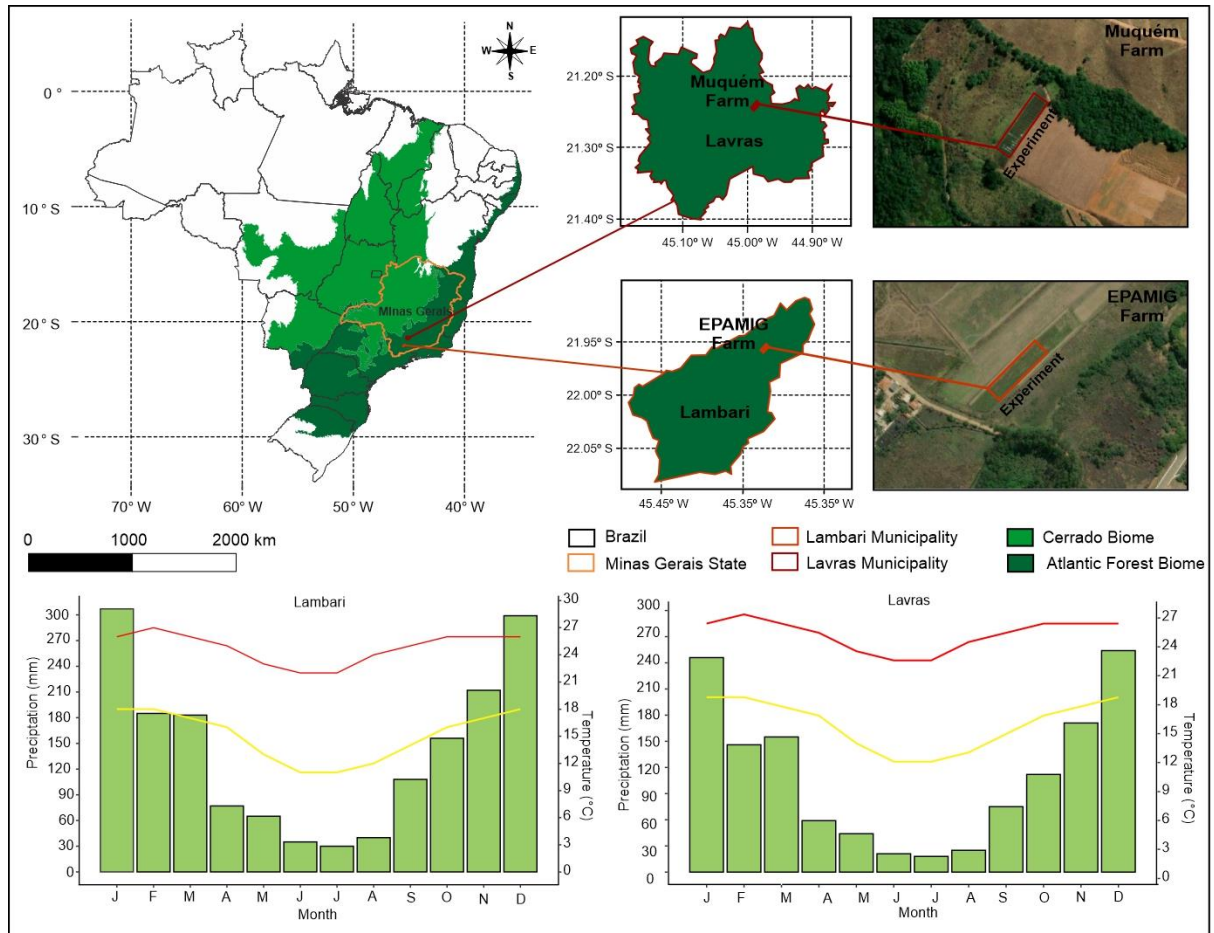 N
W E
S
0 °
10 ° S
20 ° S
30 ° S
70 ° W
60 ° W
50 ° W
40 ° W
Minas Gerais
0 1000 2000 km
21.20° S
21.30° S
21.40° S
45.10° W
45.00° W
44.90° W
Muquém
Farm
Lavras
Muquém
Farm
Experiment
21.95° S
22.00° S
22.05° S
45.45° W
45.35° W
45.35° W
EPAMIG
Farm
Lambari
EPAMIG
Farm
Experiment
Brazil
Minas Gerais State
Lambari Municipality
Lavras Municipality
Cerrado Biome
Atlantic Forest Biome
Lambari
Preciptation (mm)
300
270
240
210
180
150
120
90
60
30
0
30
27
24
21
18
15
12
9
6
3
0
Temperature (°C)
J F M A M J J A S O N D
Month
Lavras
Precipitation (mm)
300
270
240
210
180
150
120
90
60
30
0
27
24
21
18
15
12
9
6
3
0
Temperature (°C)
J F M A M J J A S O N D
Month